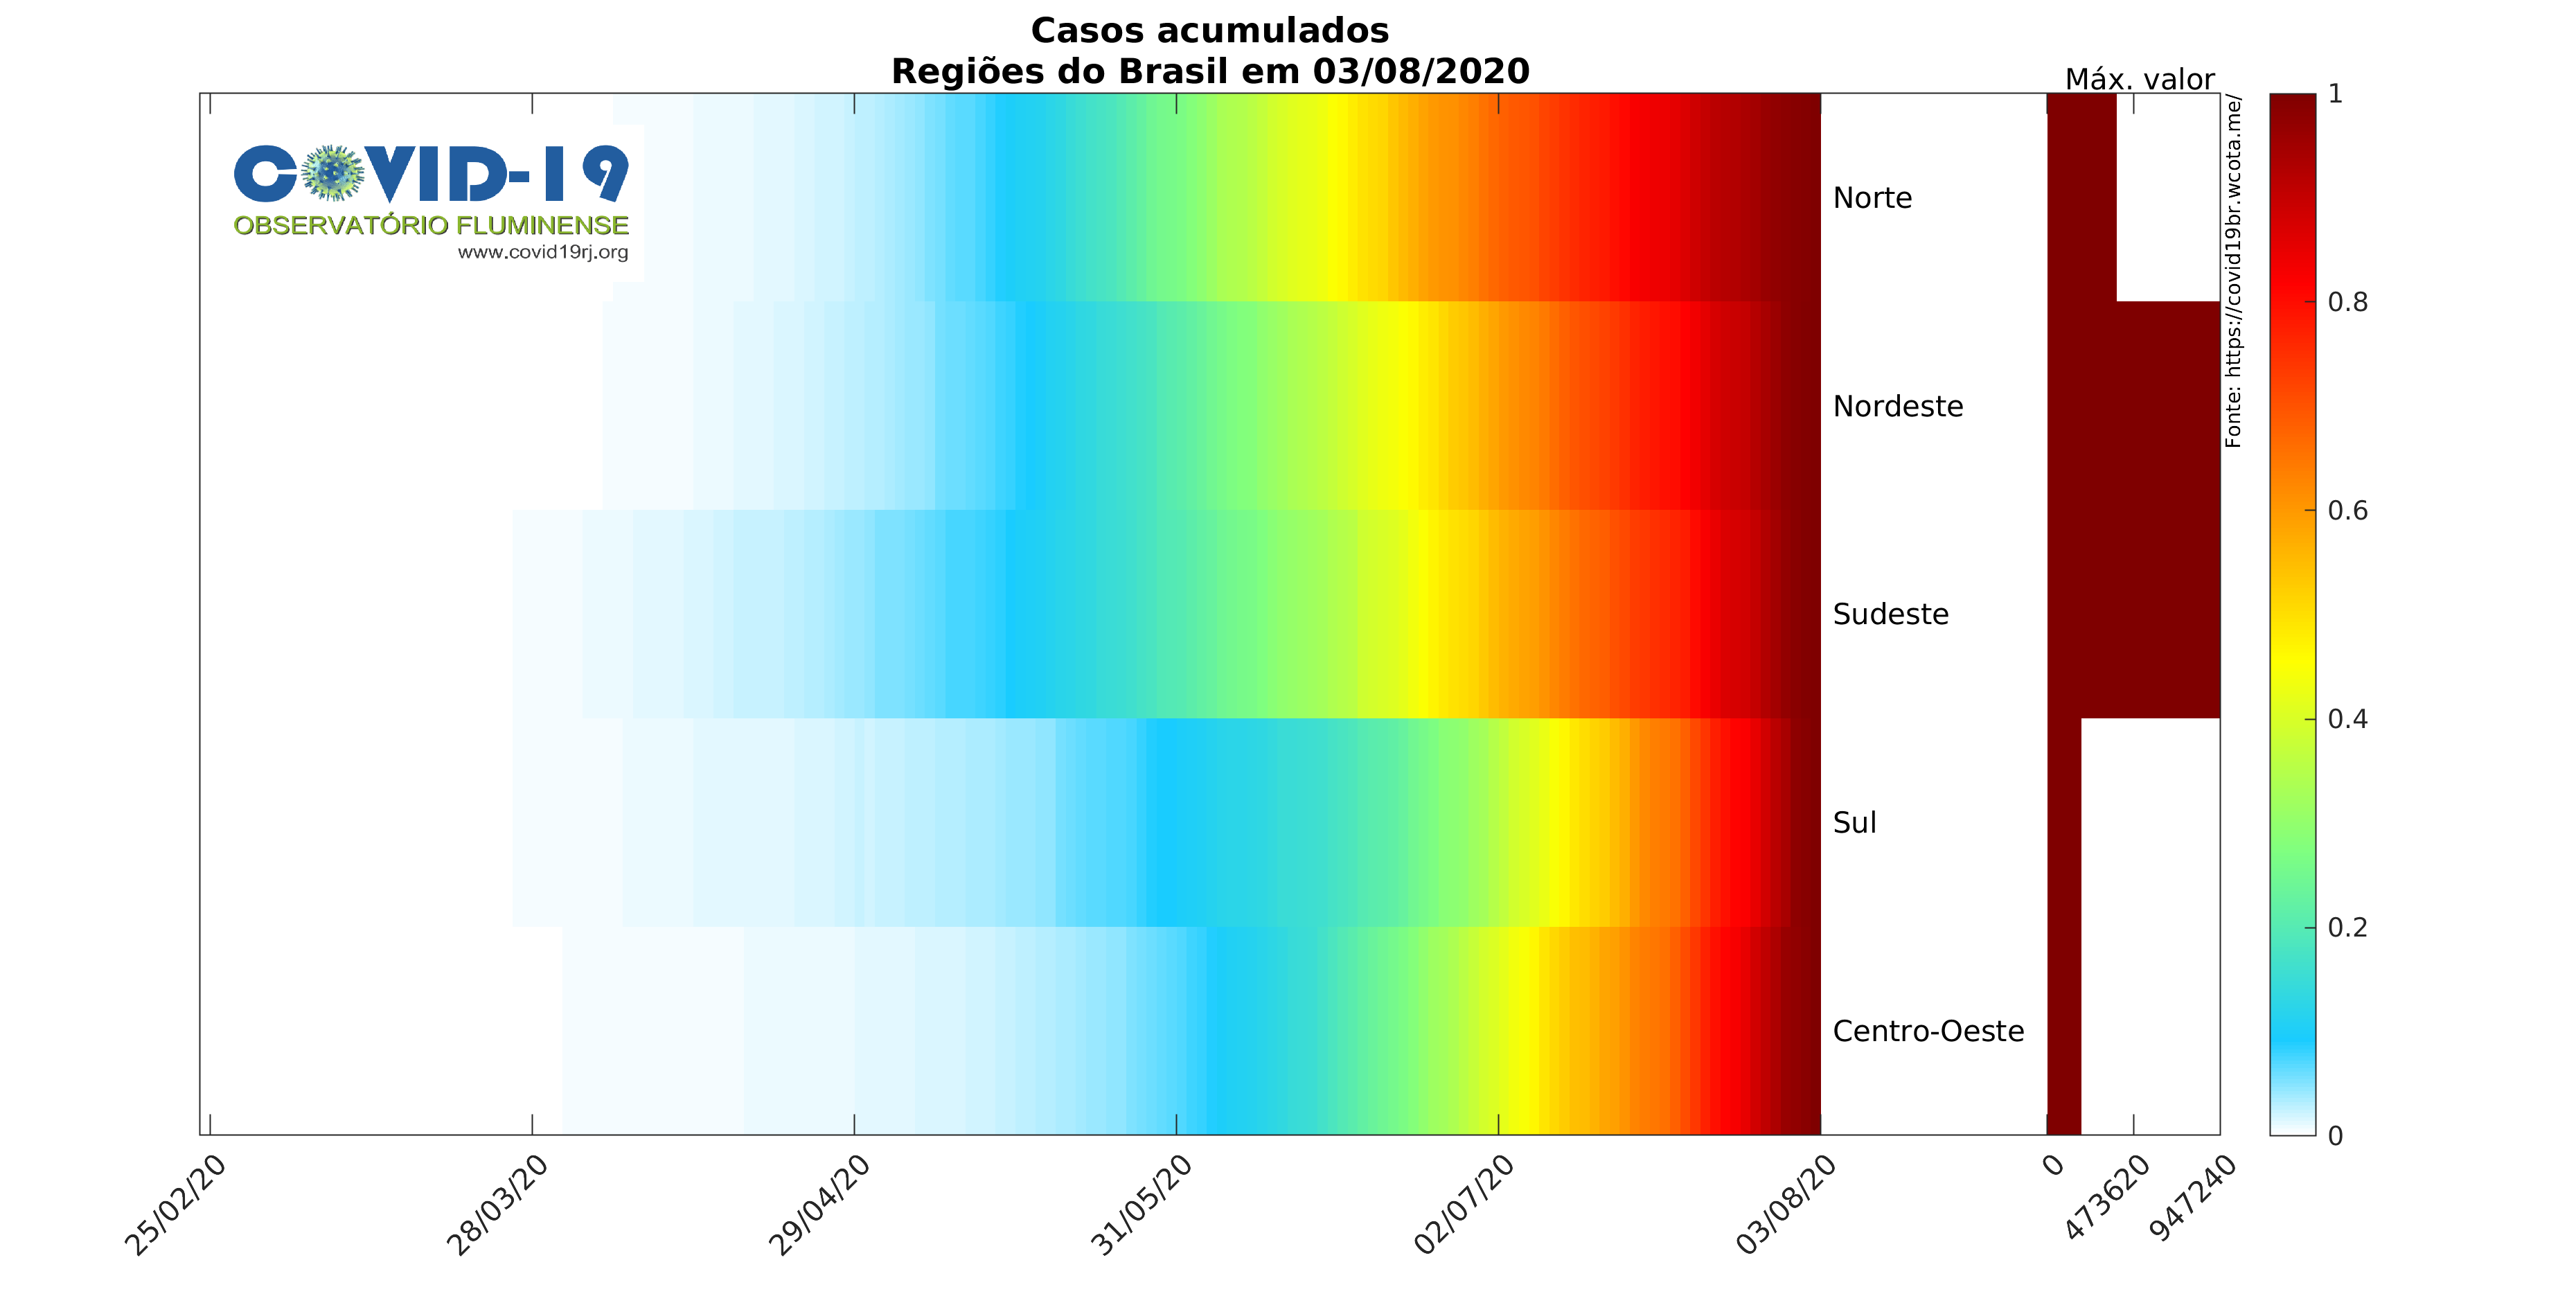 Casos acumulados
Regiões do Brasil em 03/08/2020
Máx. valor
COVID-19
OBSERVATÓRIO FLUMINENSE
www.covid19rj.org
Norte
Nordeste
Sudeste
Sul
Centro-Oeste
Fonte: https://covid19br.wcota.me/
1
0.8
0.6
0.4
0.2
0
25/02/20
28/03/20
29/04/20
31/05/20
02/07/20
03/08/20
0
473620
947240